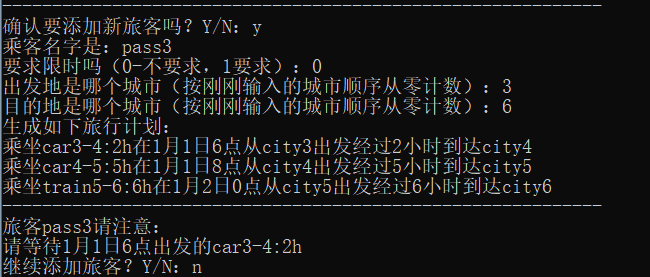 ------------------------------------------------------------
确认要添加新旅客吗？Y/N：y
乘客名字是：pass3
要求限时吗（0-不要求，1要求）：0
出发地是哪个城市（按刚刚输入的城市顺序从零计数）：3
目的地是哪个城市（按刚刚输入的城市顺序从零计数）：6
生成如下旅行计划：
乘坐car3-4:2h在1月1日6点从city3出发经过2小时到达city4
乘坐car4-5:5h在1月1日8点从city4出发经过5小时到达city5
乘坐train5-6:6h在1月2日0点从city5出发经过6小时到达city6
------------------------------------------------------------
旅客pass3请注意：
请等待1月1日6点出发的car3-4:2h
继续添加旅客？Y/N：n